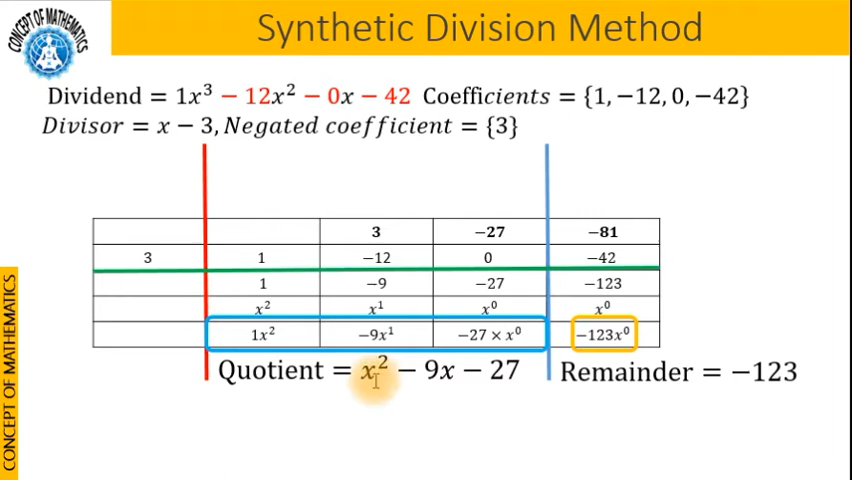 CONCEPT OF MATHEMATICS
Synthetic Division Method
Dividend = 1x³ − 12x² − 0x − 42 Coefficients = {1, −12, 0, −42}
Divisor = x − 3, Negated coefficient = {3}
3 −27 −81
3 1 −12 0 −42
1 −9 −27 −123
x² x¹ x⁰ x⁰
1x² −9x¹ −27 × x⁰ −123x⁰
Quotient = x² − 9x − 27 Remainder = −123
CONCEPT OF MATHEMATICS